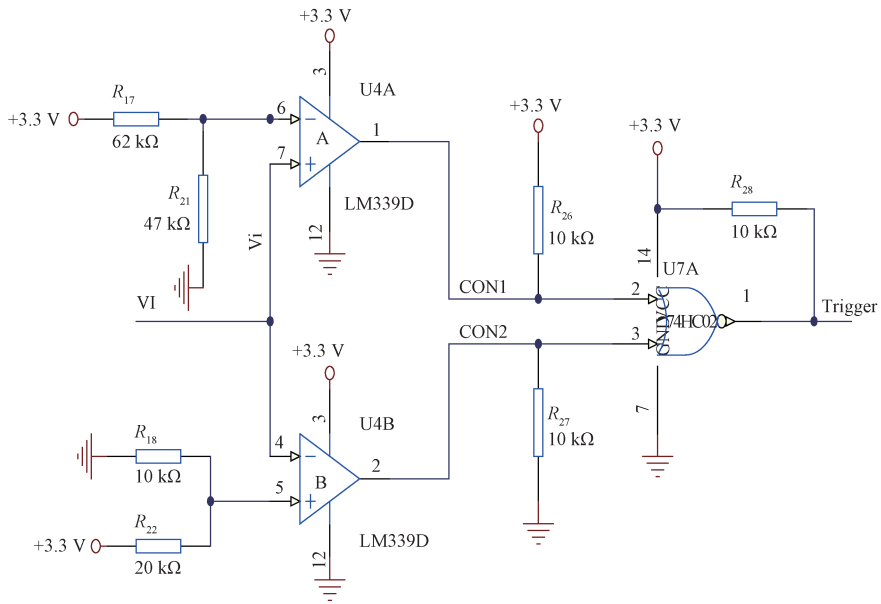 +3.3 V
3
U4A
+3.3 V
R17
62 kΩ
6
−
A
7
+
1
R21
47 kΩ
Vi
LM339D
12
+3.3 V
R26
10 kΩ
+3.3 V
R28
10 kΩ
14
U7A
VI
CON1
2
VCC
1
Trigger
74HC02
CON2
3
GND
+3.3 V
3
U4B
R27
10 kΩ
7
R18
10 kΩ
4
−
B
5
+
2
+3.3 V
R22
20 kΩ
12
LM339D